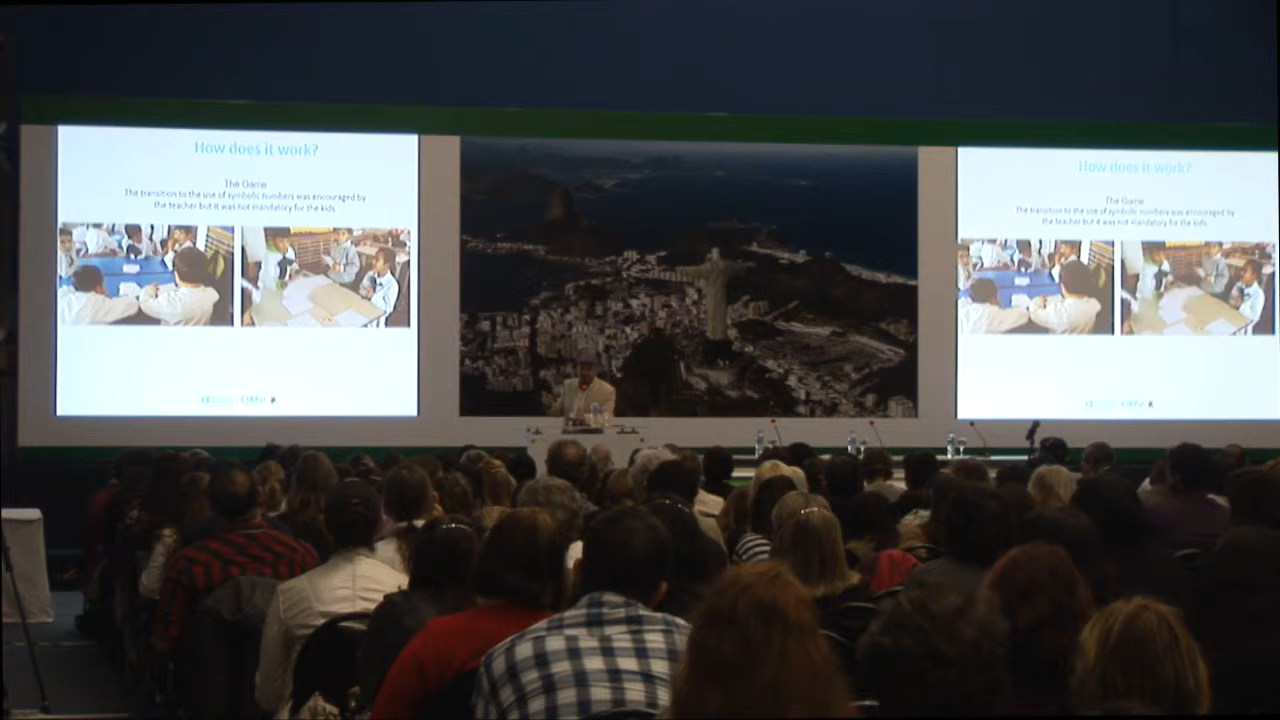 How does it work?
The Game
The transition to the use of symbolic numbers was encouraged by
the teacher but it was not mandatory for the kids
How does it work?
The Game
The transition to the use of symbolic numbers was encouraged by
the teacher but it was not mandatory for the kids